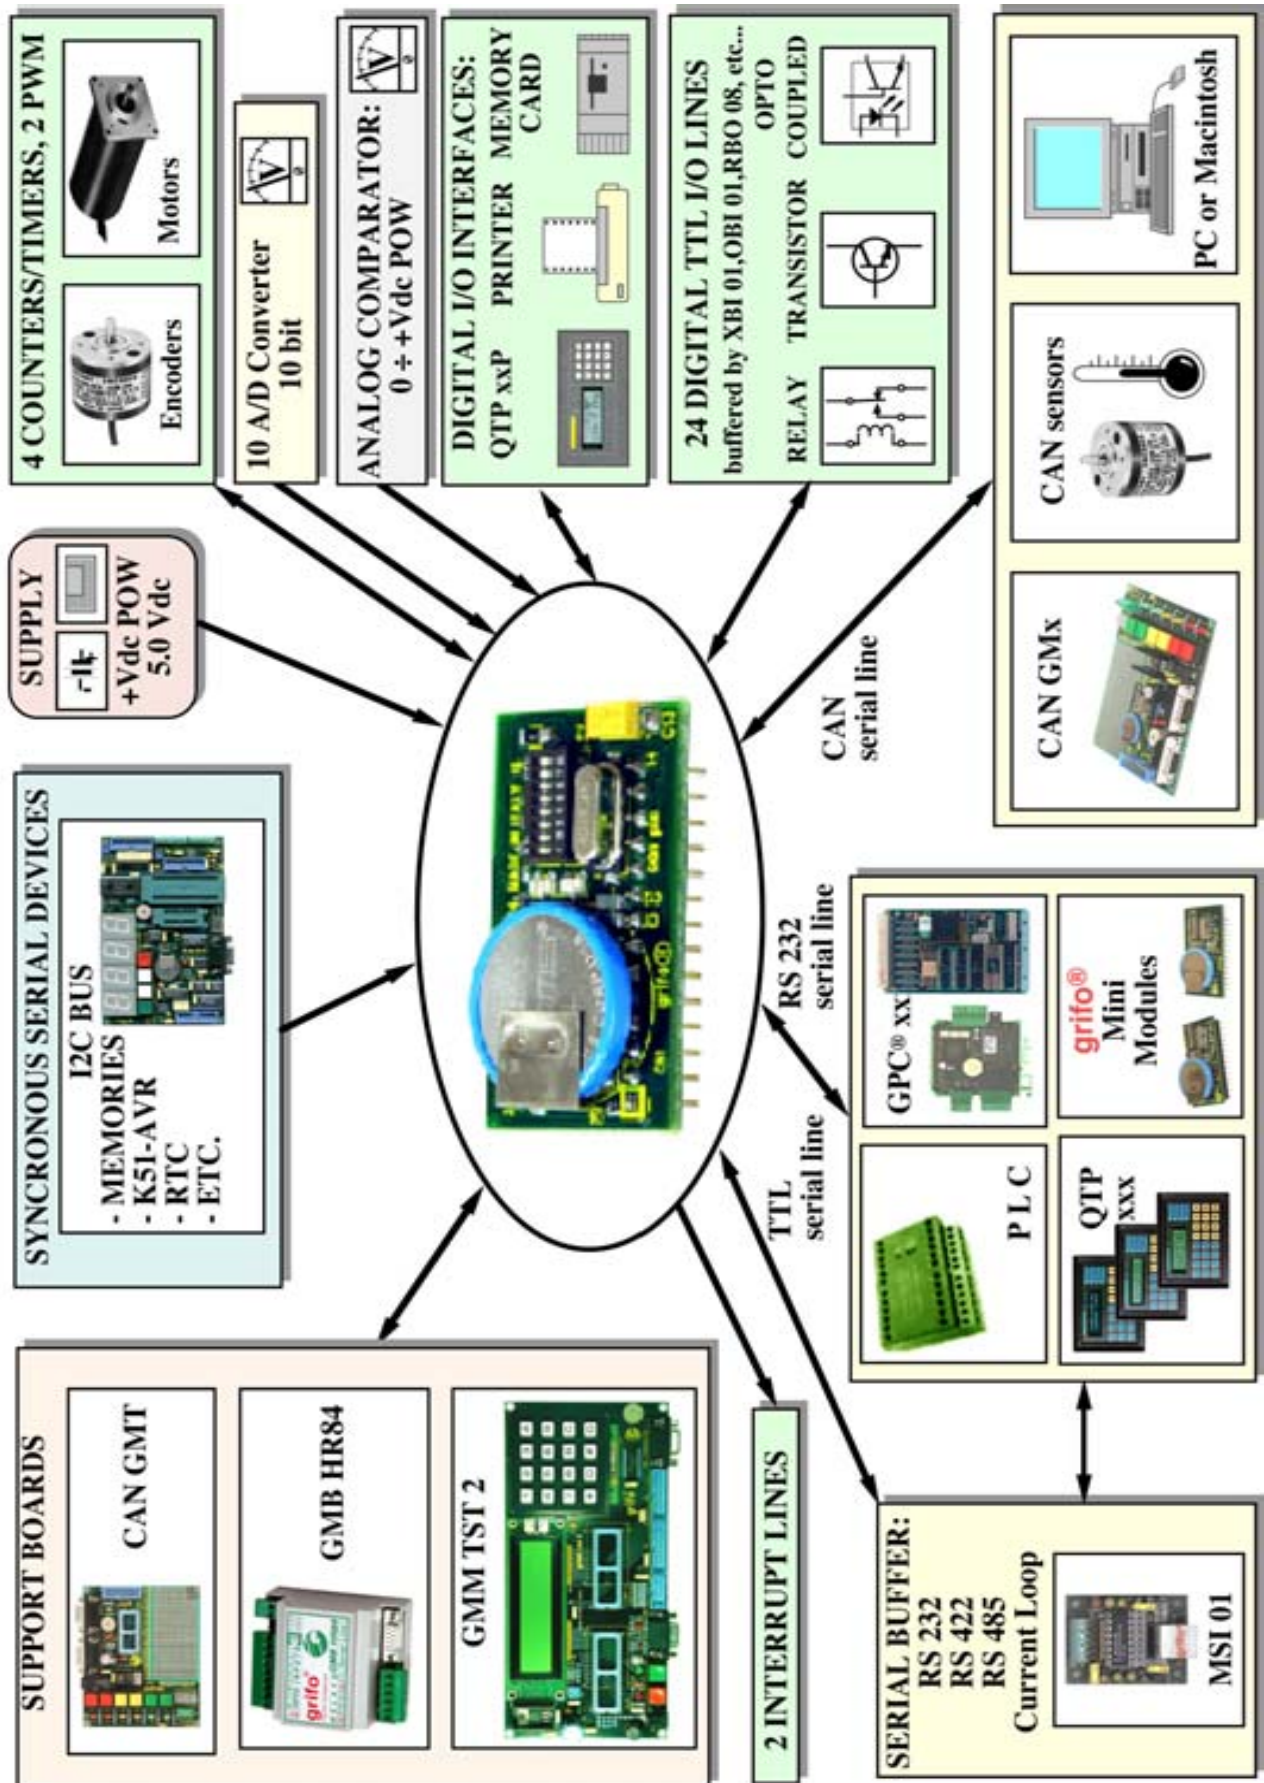 SUPPORT BOARDS
CAN GMT
GMB HR84
grifo®
GMM TST 2
2 INTERRUPT LINES
SERIAL BUFFER:
RS 232
RS 422
RS 485
Current Loop
MSI 01
SYNCRONOUS SERIAL DEVICES
I2C BUS
- MEMORIES
- K51-AVR
- RTC
- ETC.
SUPPLY
+Vdc POW
5.0 Vdc
grifo®
TTL
serial line
RS 232
serial line
CAN
serial line
P L C
GPC® xx
QTP
xxx
grifo®
Mini
Modules
4 COUNTERS/TIMERS, 2 PWM
Encoders
Motors
10 A/D Converter
10 bit
V
ANALOG COMPARATOR:
0 ÷ +Vdc POW
V
DIGITAL I/O INTERFACES:
QTP xxP PRINTER MEMORY
CARD
24 DIGITAL TTL I/O LINES
buffered by XBI 01,OBI 01,RBO 08, etc...
OPTO
RELAY TRANSISTOR COUPLED
CAN GMx
CAN sensors
PC or Macintosh